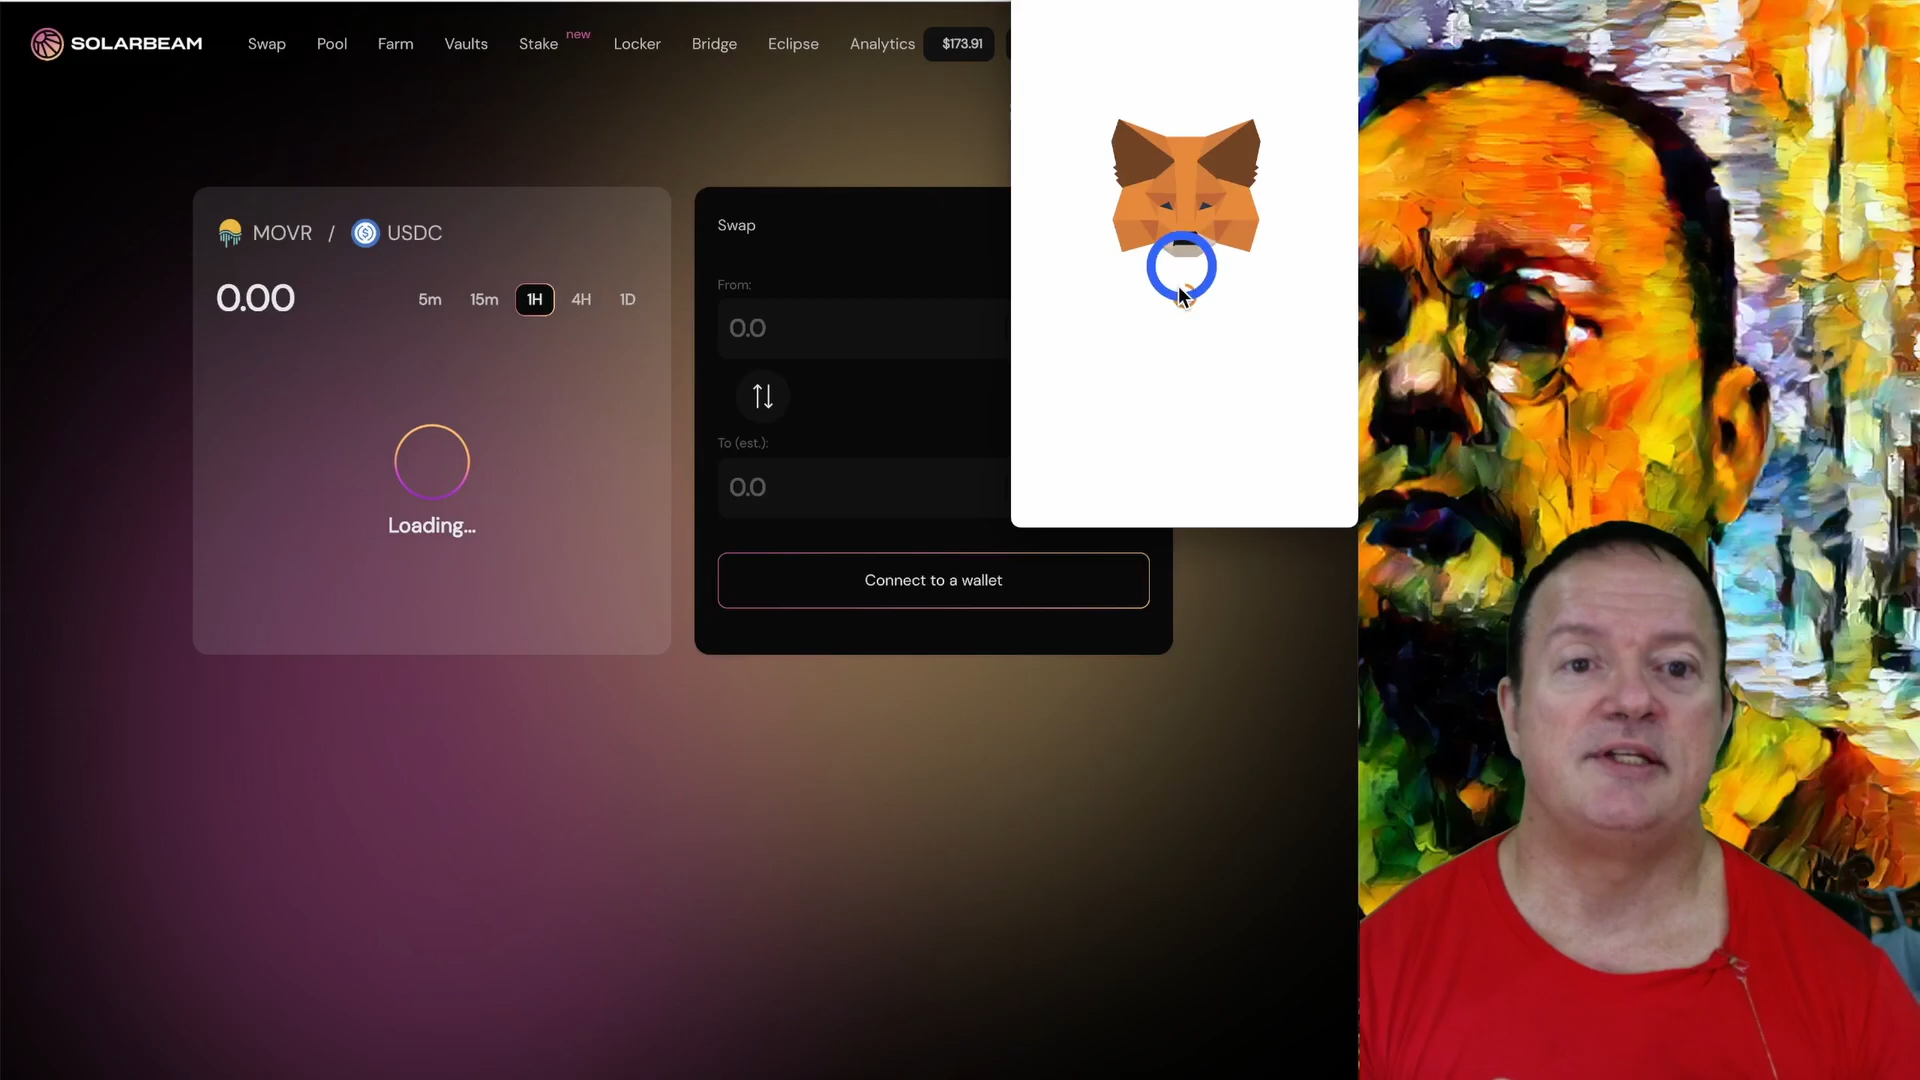 SOLARBEAM
Swap Pool Farm Vaults Stake new Locker Bridge Eclipse Analytics $173.91
MOVR / USDC
0.00 5m 15m 1H 4H 1D
Loading...
Swap
From:
0.0
To (est.):
0.0
Connect to a wallet